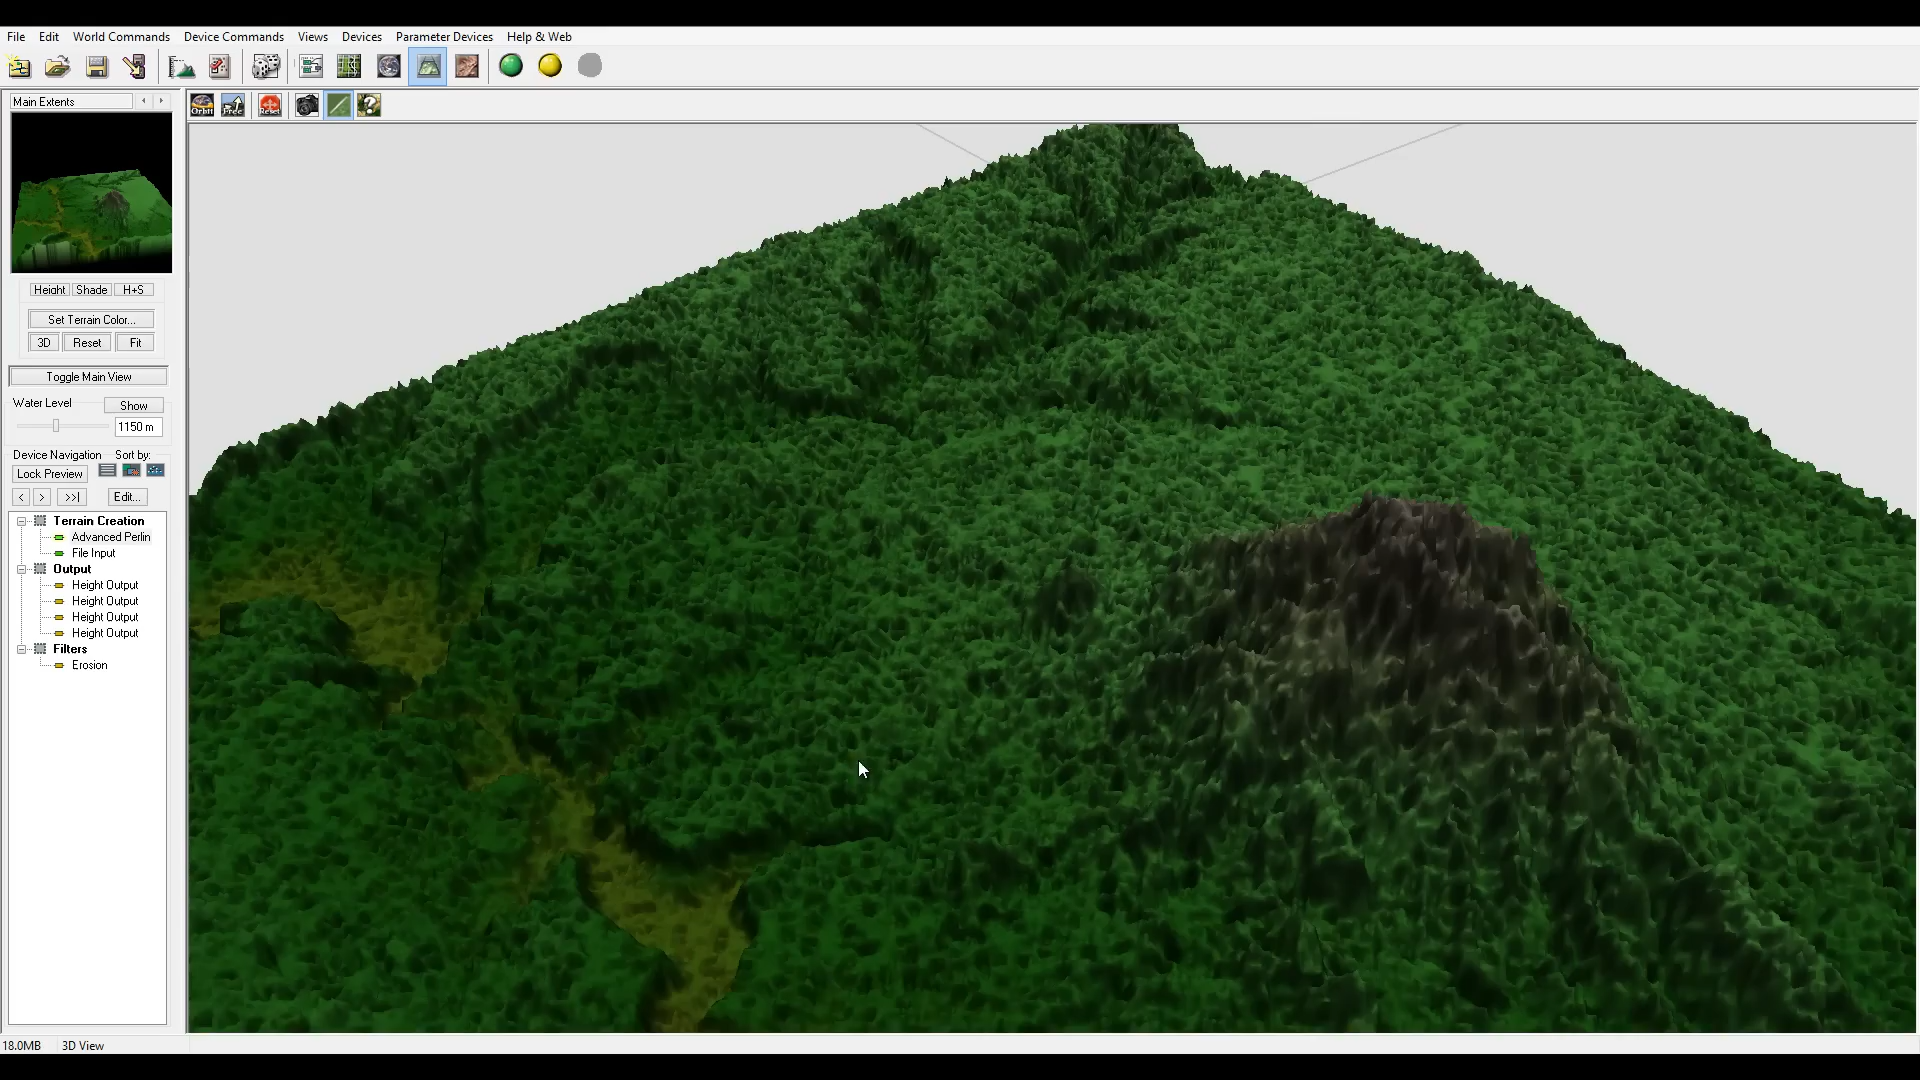 File Edit World Commands Device Commands Views Devices Parameter Devices Help & Web
Main Extents
Orbit Free Reset
Height Shade H+S
Set Terrain Color...
3D Reset Fit
Toggle Main View
Water Level Show
1150 m
Device Navigation Sort by:
Lock Preview
< > >>| Edit...
Terrain Creation
Advanced Perlin
File Input
Output
Height Output
Height Output
Height Output
Height Output
Filters
Erosion
18.0MB 3D View